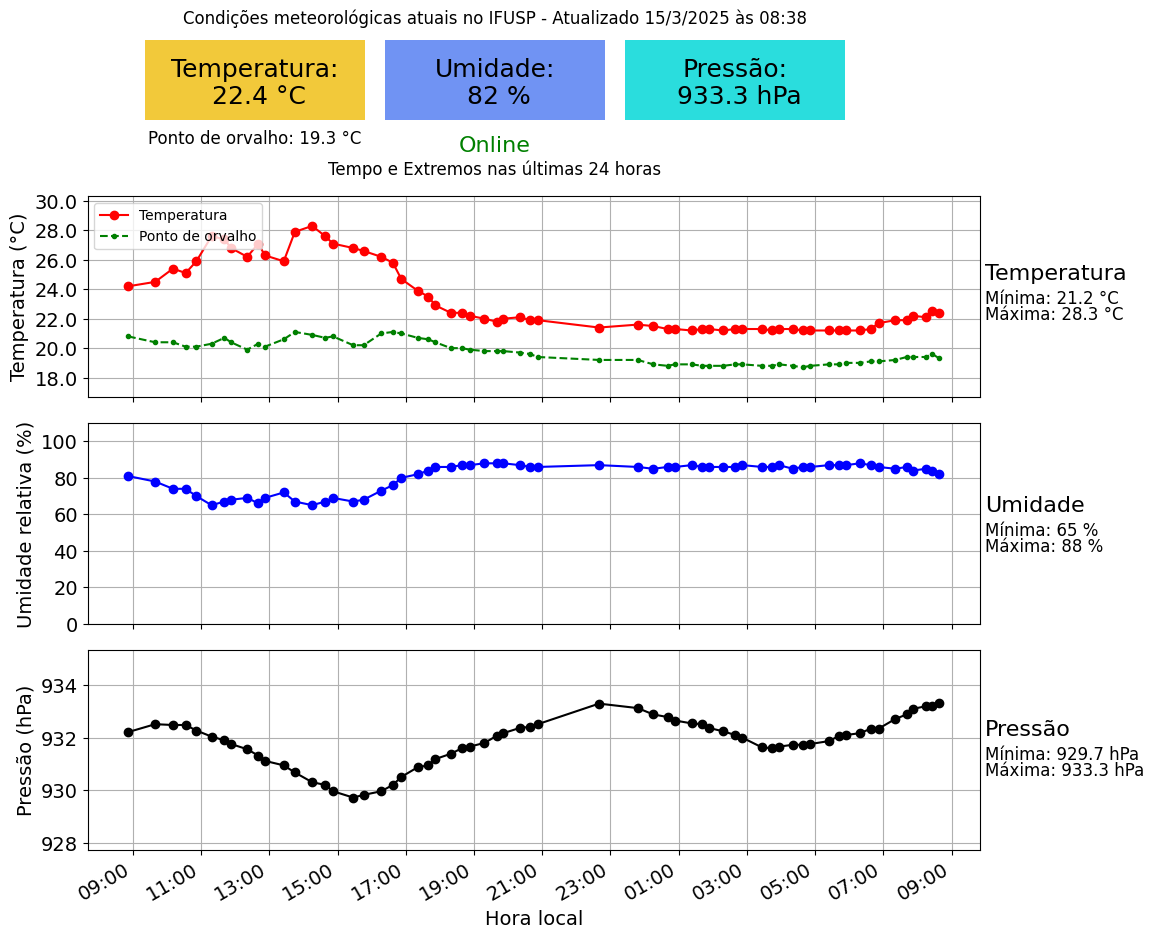 Condições meteorológicas atuais no IFUSP - Atualizado 15/3/2025 às 08:38
Temperatura:
22.4 °C
Umidade:
82 %
Pressão:
933.3 hPa
Ponto de orvalho: 19.3 °C
Online
Tempo e Extremos nas últimas 24 horas
Temperatura (°C)
30.0
28.0
26.0
24.0
22.0
20.0
18.0
Temperatura
Ponto de orvalho
Temperatura
Mínima: 21.2 °C
Máxima: 28.3 °C
Umidade relativa (%)
100
80
60
40
20
0
Umidade
Mínima: 65 %
Máxima: 88 %
Pressão (hPa)
934
932
930
928
Pressão
Mínima: 929.7 hPa
Máxima: 933.3 hPa
09:00 11:00 13:00 15:00 17:00 19:00 21:00 23:00 01:00 03:00 05:00 07:00 09:00
Hora local